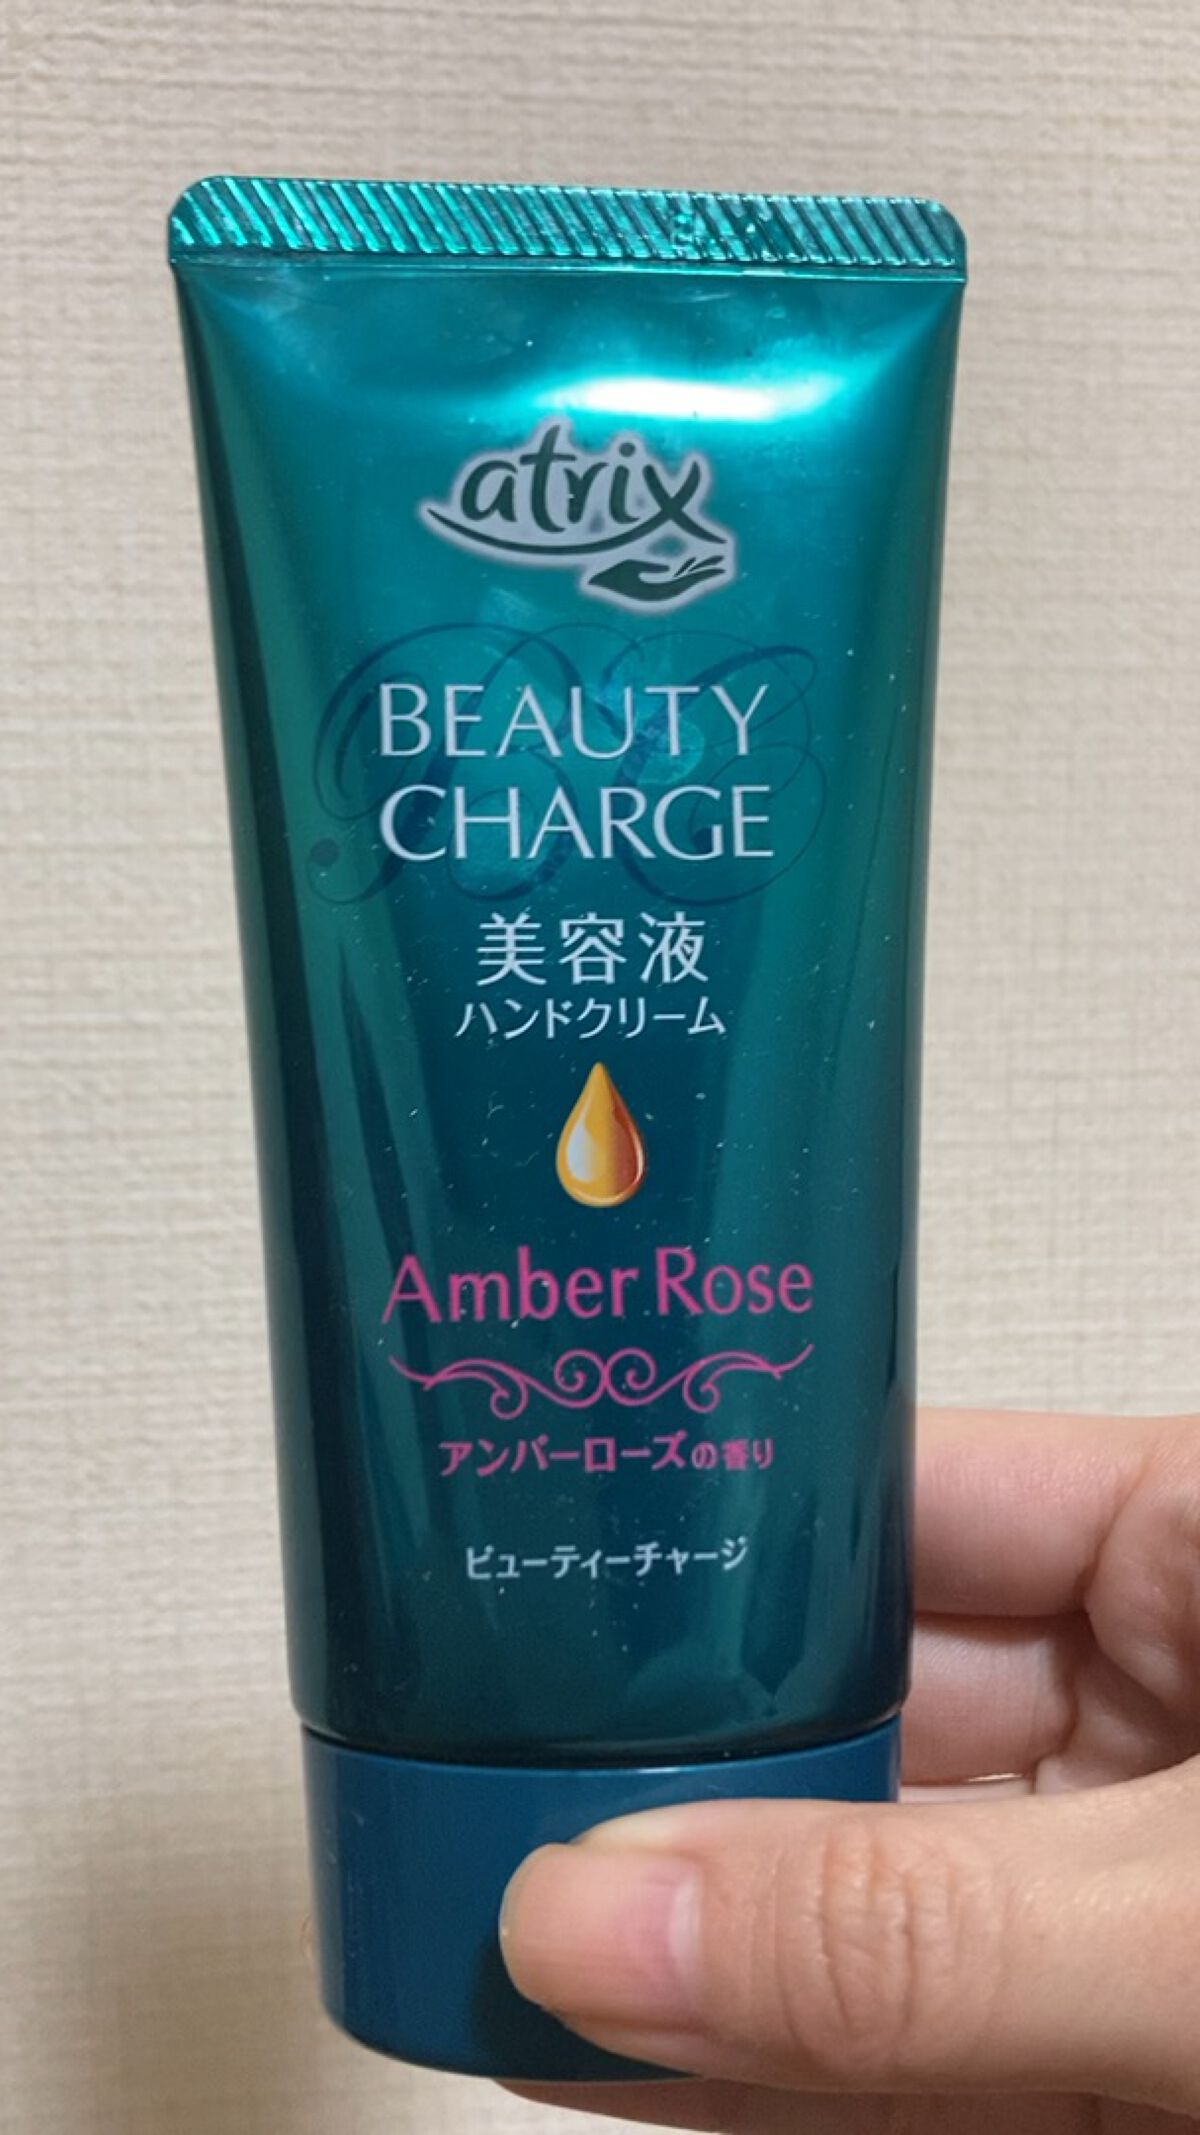 atrix
BEAUTY
CHARGE
美容液
ハンドクリーム
Amber Rose
アンバーローズの香り
ビューティーチャージ